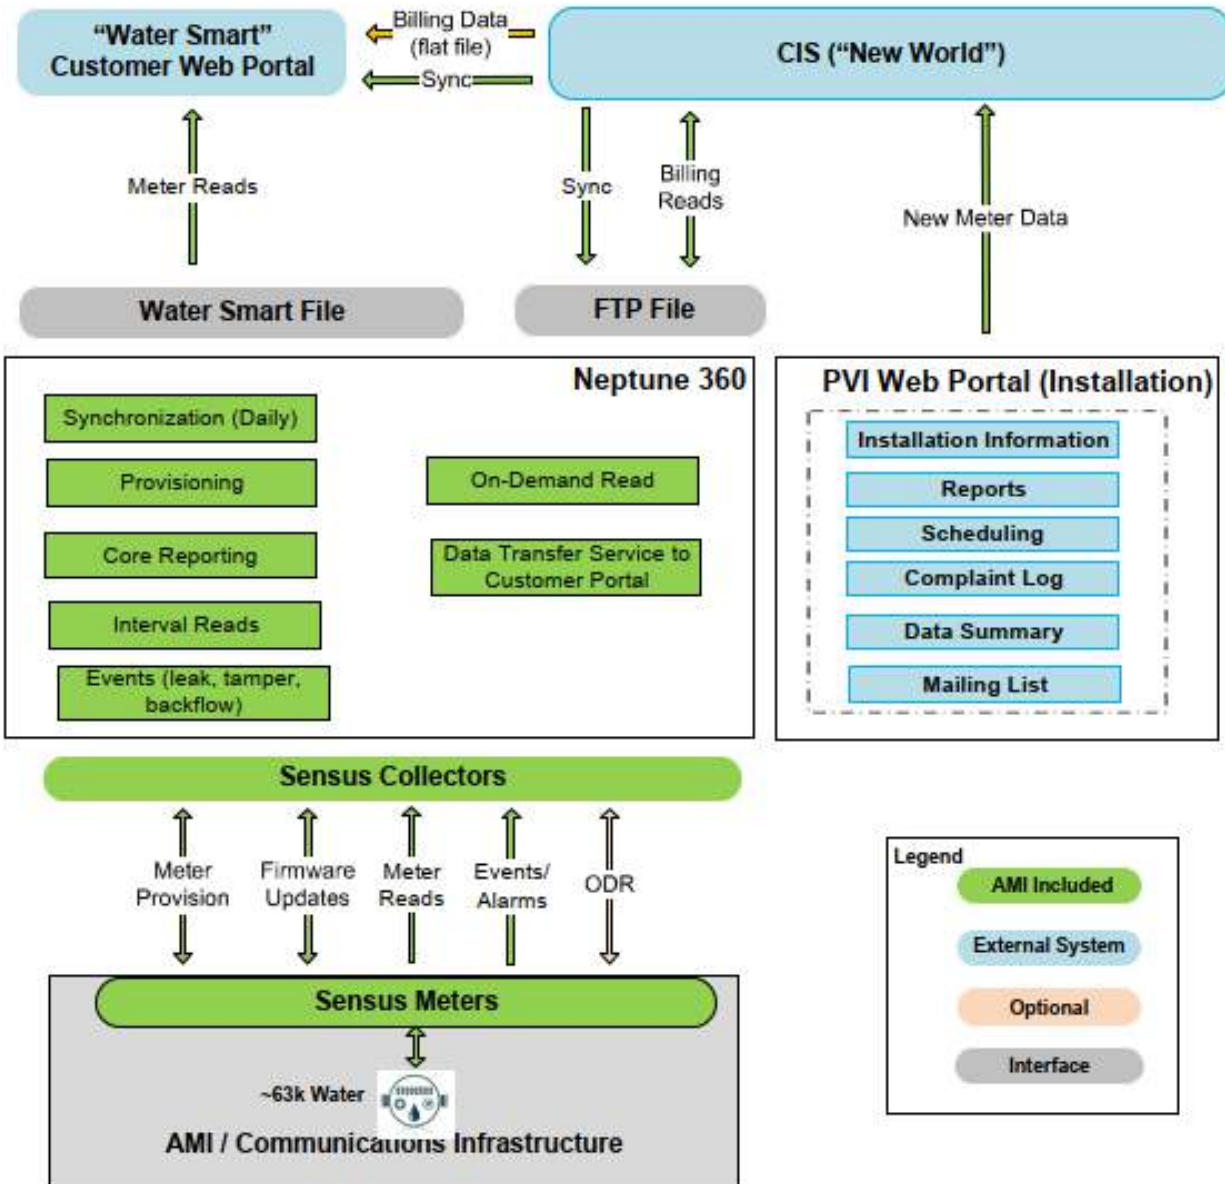 “Water Smart”
Customer Web Portal
Billing Data
(flat file)
Sync
CIS (“New World”)
Meter Reads
Sync
Billing
Reads
New Meter Data
Water Smart File
FTP File
Neptune 360
Synchronization (Daily)
Provisioning
Core Reporting
Interval Reads
Events (leak, tamper,
backflow)
On-Demand Read
Data Transfer Service to
Customer Portal
PVI Web Portal (Installation)
Installation Information
Reports
Scheduling
Complaint Log
Data Summary
Mailing List
Sensus Collectors
Meter
Provision
Firmware
Updates
Meter
Reads
Events/
Alarms
ODR
Sensus Meters
~63k Water
AMI / Communications Infrastructure
Legend
AMI Included
External System
Optional
Interface